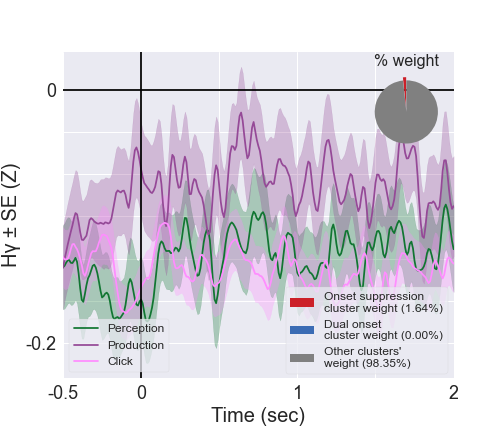 % weight
0
-0.2
Hγ ± SE (Z)
Perception
Production
Click
Onset suppression
cluster weight (1.64%)
Dual onset
cluster weight (0.00%)
Other clusters'
weight (98.35%)
-0.5
0
1
2
Time (sec)